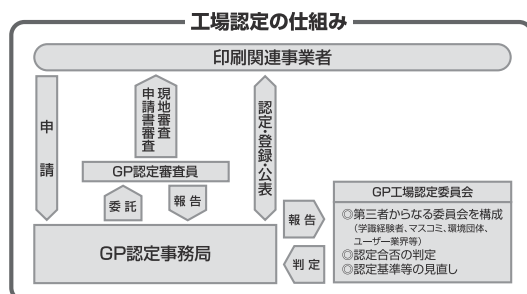 工場認定の仕組み
印刷関連事業者
申請
申請書審査
現地審査
認定・登録・公表
GP認定審査員
委託
報告
GP認定事務局
報告
判定
GP工場認定委員会
◎第三者からなる委員会を構成
(学識経験者、マスコミ、環境団体、
ユーザー業界等)
◎認定合否の判定
◎認定基準等の見直し